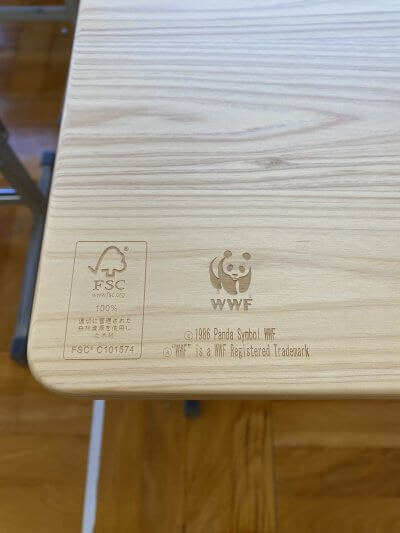 FSC®
www.fsc.org
100%
適切に管理された
森林資源を使用し
た木材
FSC® C101574
WWF
© 1986 Panda Symbol WWF
® "WWF" is a WWF Registered Trademark